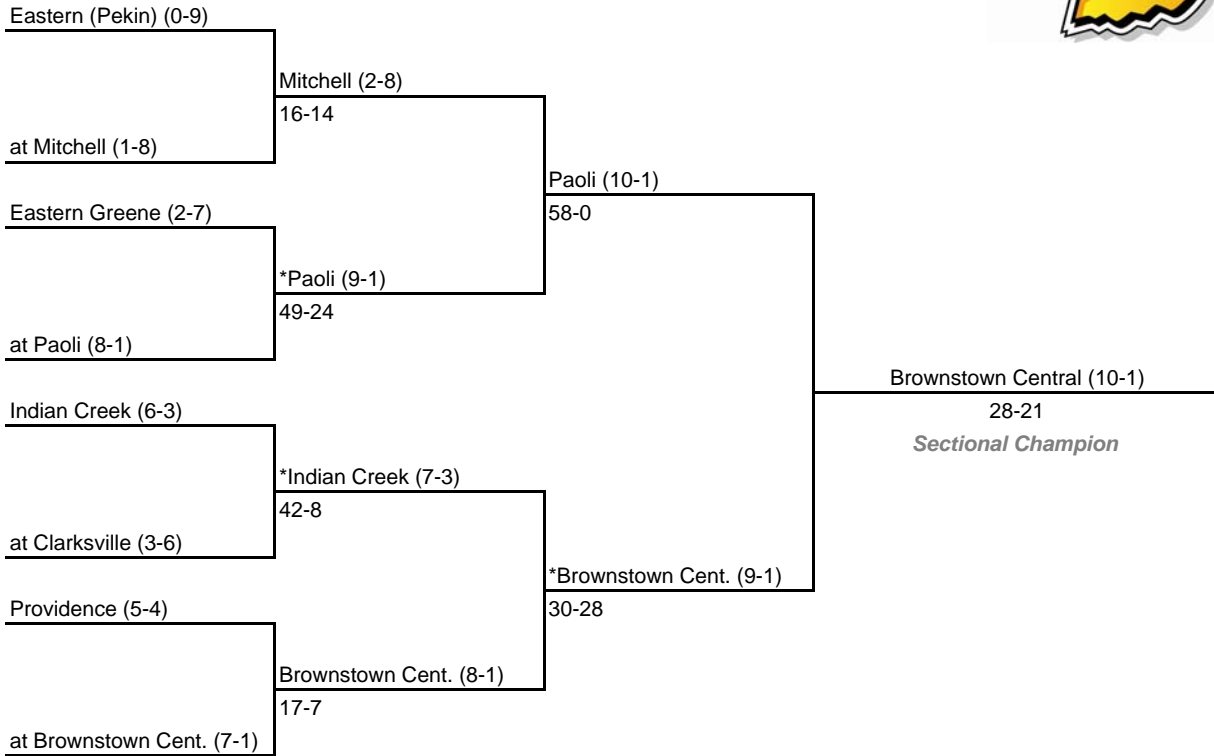 Eastern (Pekin) (0-9)
Mitchell (2-8)
16-14
at Mitchell (1-8)
Paoli (10-1)
58-0
Eastern Greene (2-7)
*Paoli (9-1)
49-24
at Paoli (8-1)
Brownstown Central (10-1)
28-21
Sectional Champion
Indian Creek (6-3)
*Indian Creek (7-3)
42-8
at Clarksville (3-6)
*Brownstown Cent. (9-1)
30-28
Providence (5-4)
Brownstown Cent. (8-1)
17-7
at Brownstown Cent. (7-1)